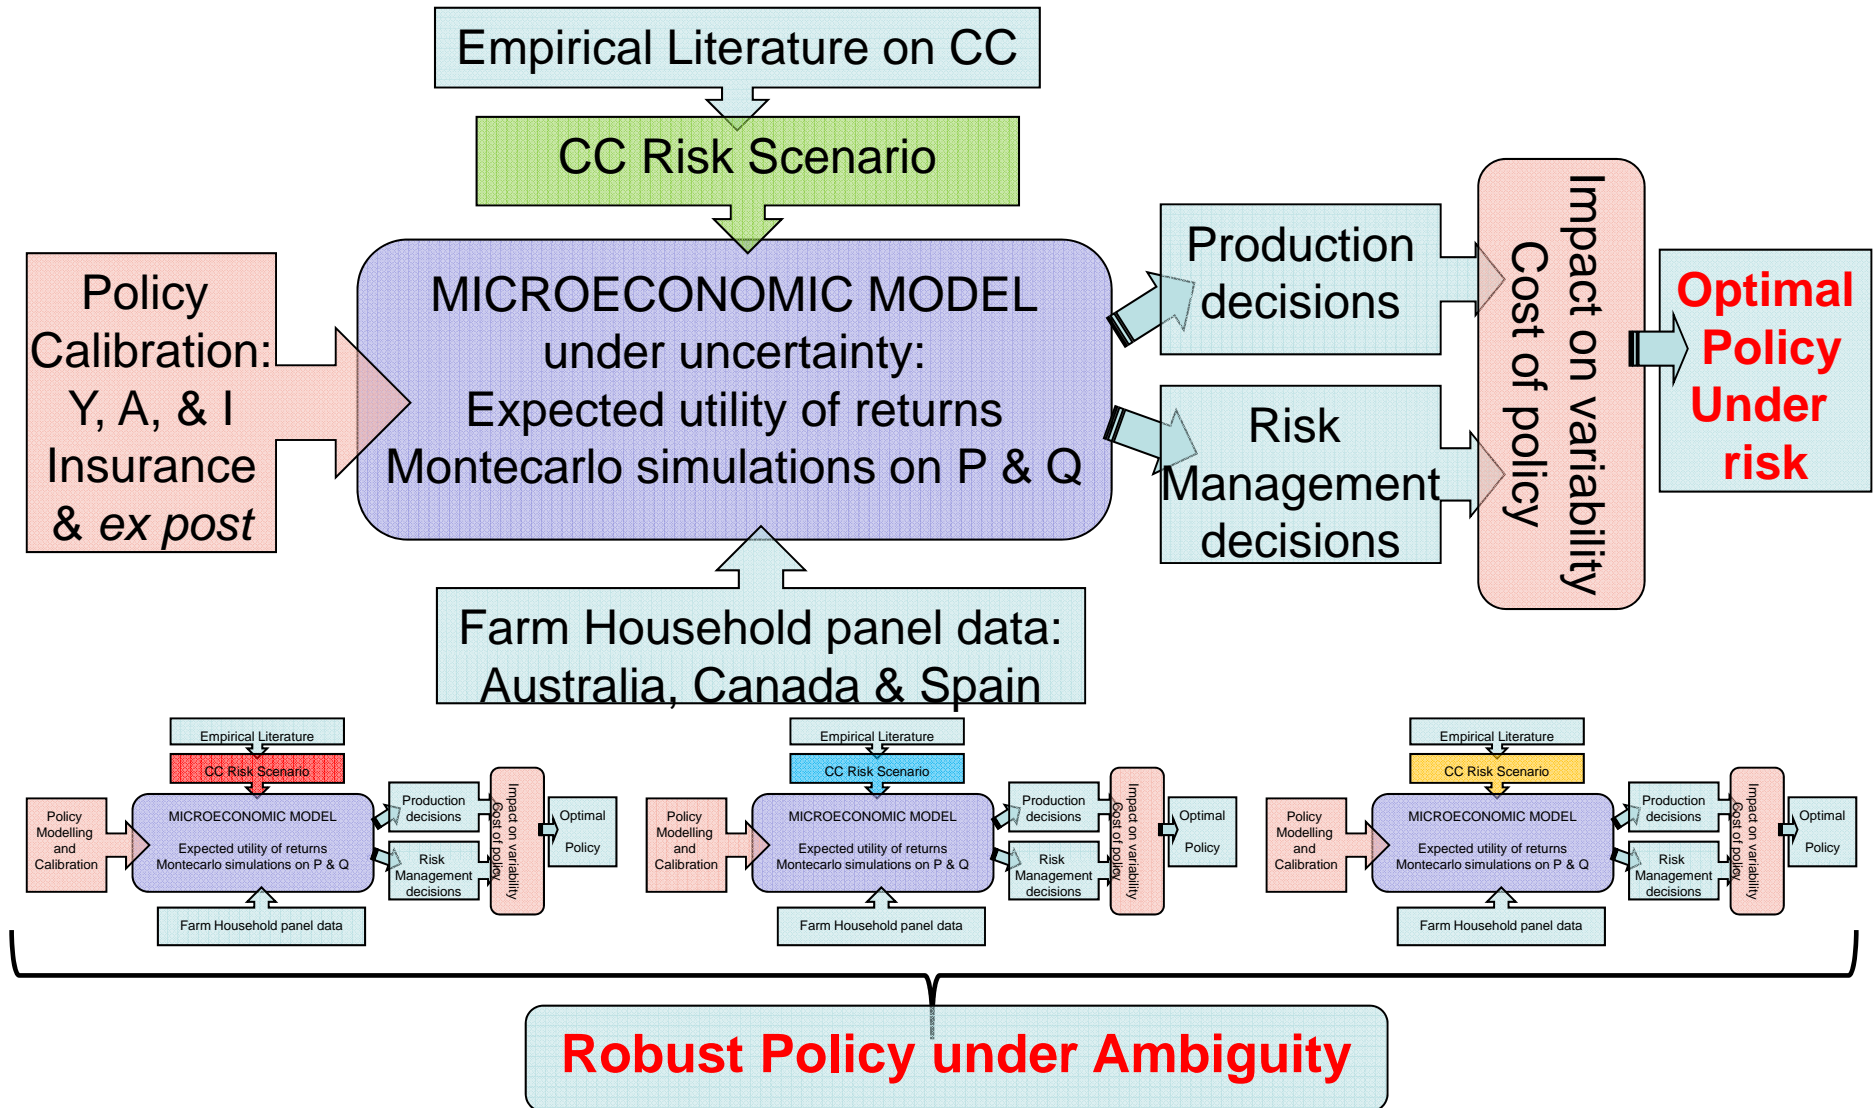 Empirical Literature on CC
CC Risk Scenario
Policy
Calibration:
Y, A, & I
Insurance
& ex post
MICROECONOMIC MODEL
under uncertainty:
Expected utility of returns
Montecarlo simulations on P & Q
Production
decisions
Risk
Management
decisions
Impact on variability
Cost of policy
Optimal
Policy
Under
risk
Farm Household panel data:
Australia, Canada & Spain
Empirical Literature
CC Risk Scenario
Policy
Modelling
and
Calibration
MICROECONOMIC MODEL
Expected utility of returns
Montecarlo simulations on P & Q
Production
decisions
Risk
Management
decisions
Impact on variability
Cost of policy
Optimal
Policy
Farm Household panel data
Empirical Literature
CC Risk Scenario
Policy
Modelling
and
Calibration
MICROECONOMIC MODEL
Expected utility of returns
Montecarlo simulations on P & Q
Production
decisions
Risk
Management
decisions
Impact on variability
Cost of policy
Optimal
Policy
Farm Household panel data
Empirical Literature
CC Risk Scenario
Policy
Modelling
and
Calibration
MICROECONOMIC MODEL
Expected utility of returns
Montecarlo simulations on P & Q
Production
decisions
Risk
Management
decisions
Impact on variability
Cost of policy
Optimal
Policy
Farm Household panel data
Robust Policy under Ambiguity